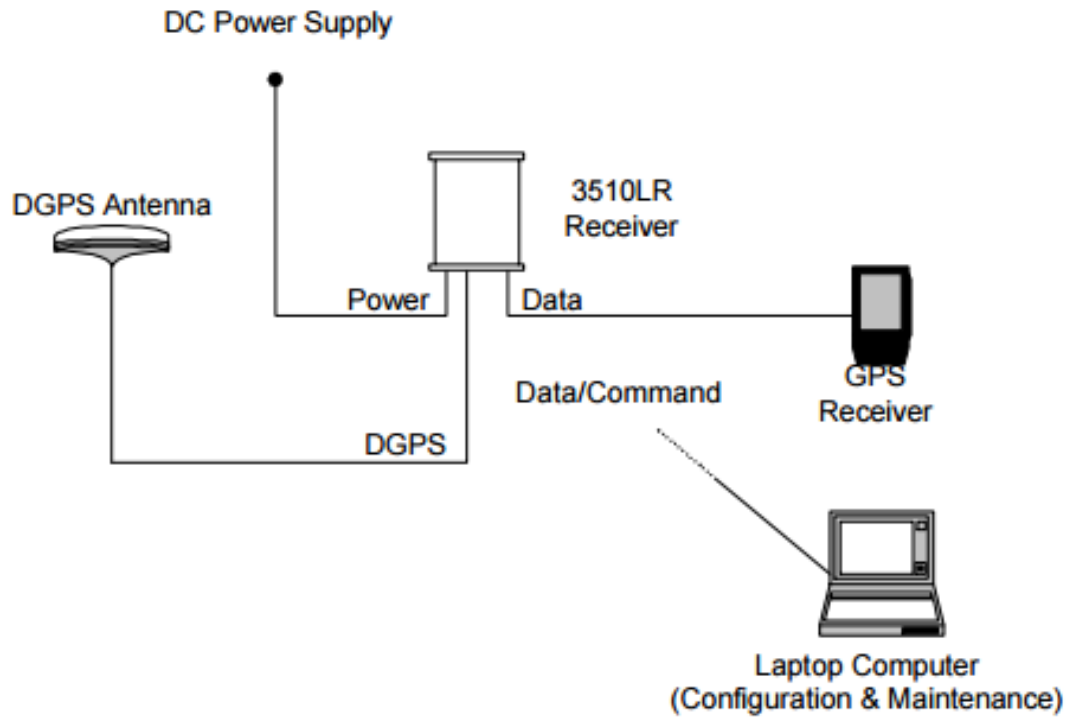 DC Power Supply
DGPS Antenna
3510LR
Receiver
Power
Data
GPS
Receiver
Data/Command
DGPS
Laptop Computer
(Configuration & Maintenance)